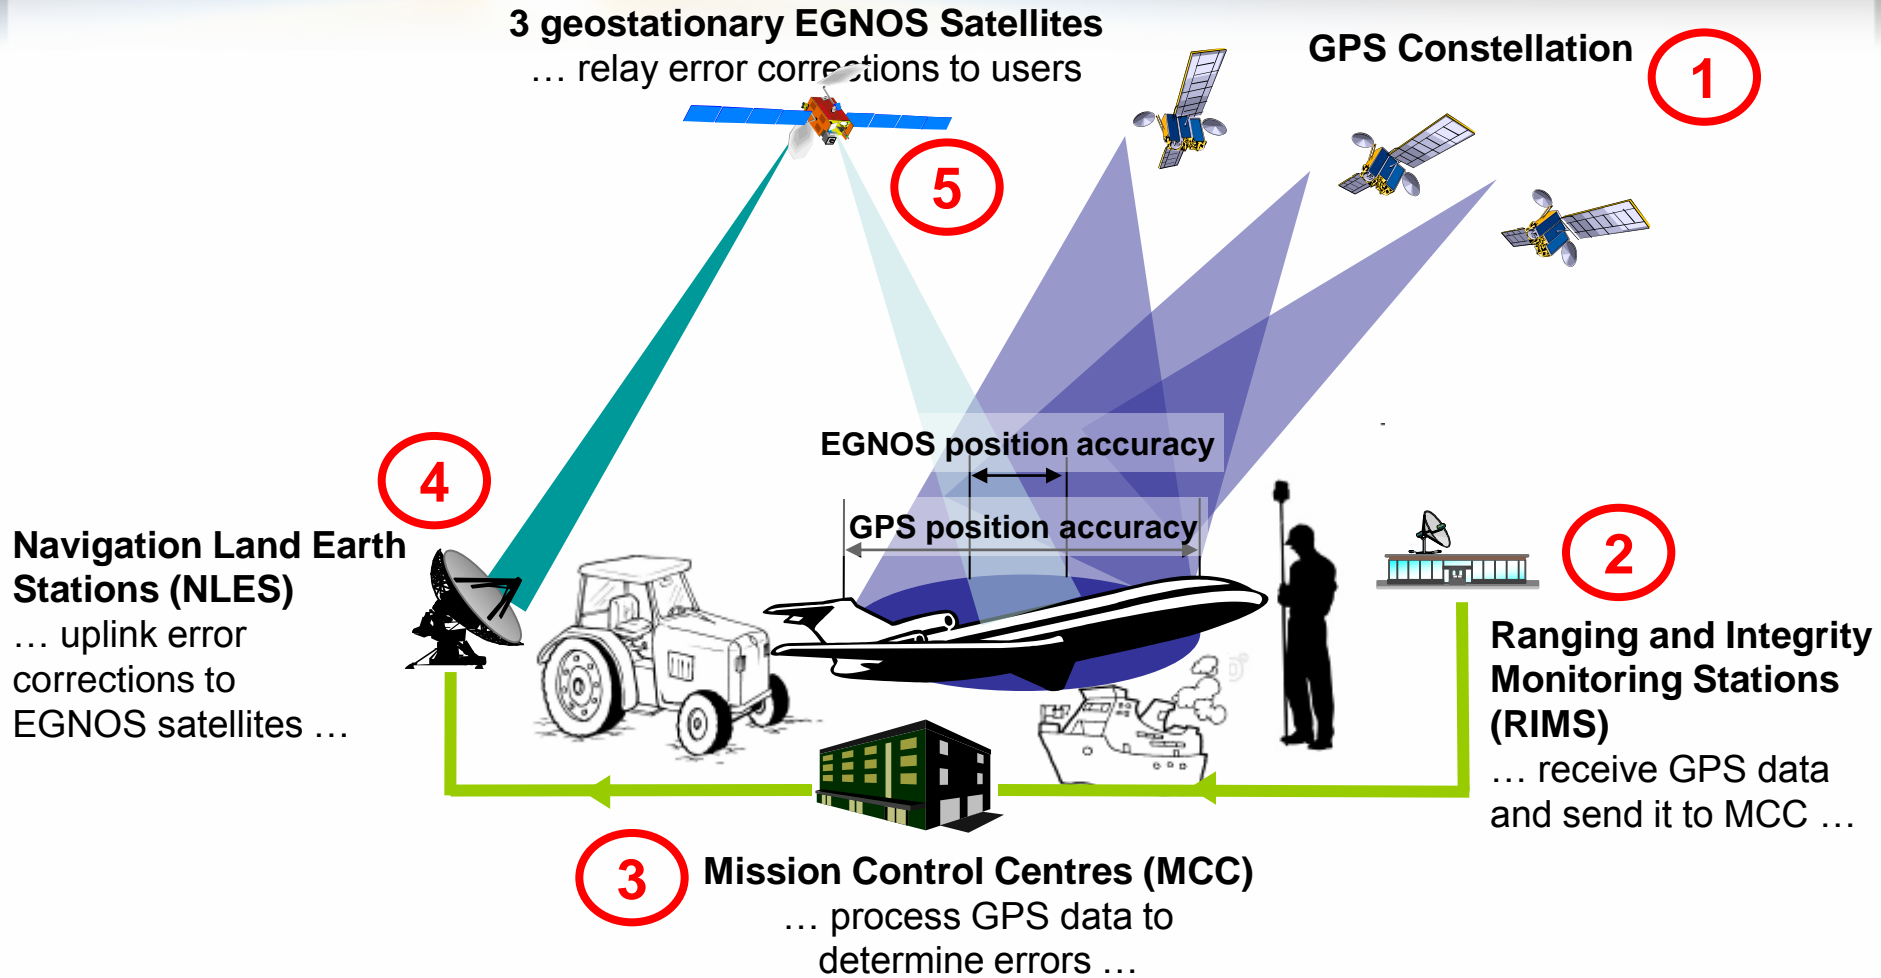 3 geostationary EGNOS Satellites
… relay error corrections to users
GPS Constellation
1
5
EGNOS position accuracy
GPS position accuracy
4
Navigation Land Earth
Stations (NLES)
… uplink error
corrections to
EGNOS satellites …
2
Ranging and Integrity
Monitoring Stations
(RIMS)
… receive GPS data
and send it to MCC …
3
Mission Control Centres (MCC)
… process GPS data to
determine errors …